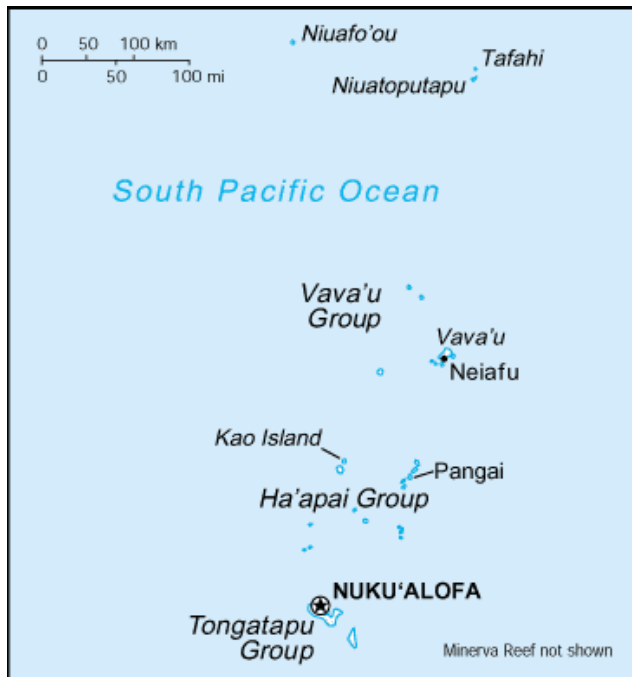 Niuafo'ou
0 50 100 km
0 50 100 mi
Tafahi
Niuatoputapu
South Pacific Ocean
Vava'u
Group
Vava'u
Neiafu
Kao Island
Pangai
Ha'apai Group
NUKU‘ALOFA
Tongatapu
Group
Minerva Reef not shown